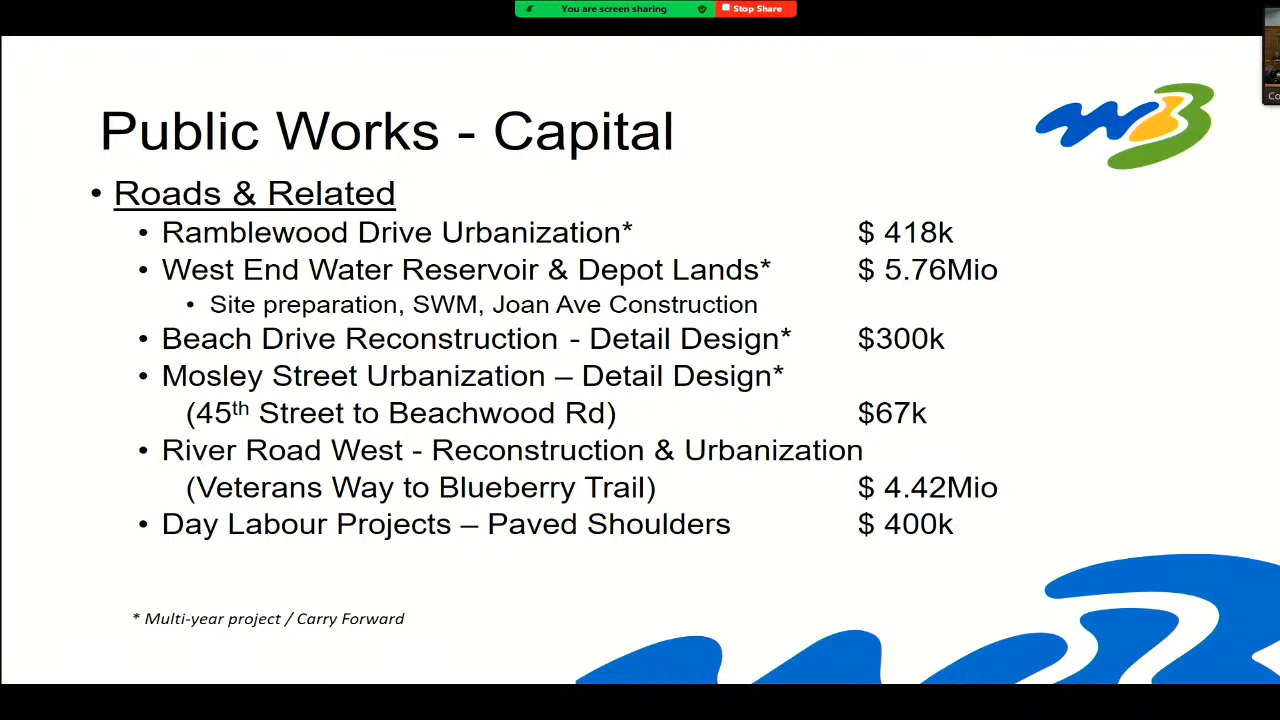 You are screen sharing
Stop Share
Public Works - Capital
• Roads & Related
• Ramblewood Drive Urbanization* $ 418k
• West End Water Reservoir & Depot Lands* $ 5.76Mio
• Site preparation, SWM, Joan Ave Construction
• Beach Drive Reconstruction - Detail Design* $300k
• Mosley Street Urbanization – Detail Design*
(45th Street to Beachwood Rd) $67k
• River Road West - Reconstruction & Urbanization
(Veterans Way to Blueberry Trail) $ 4.42Mio
• Day Labour Projects – Paved Shoulders $ 400k
* Multi-year project / Carry Forward